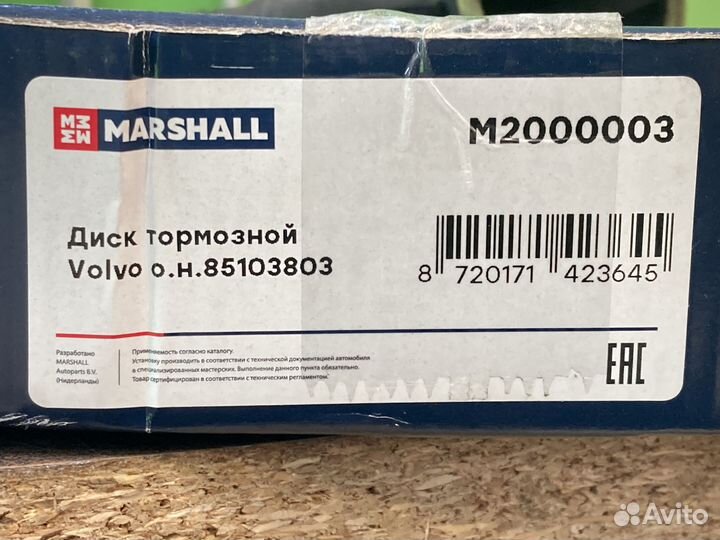 MARSHALL
M2000003
Диск тормозной
Volvo о.н.85103803
8 720171 423645
Разработано
MARSHALL
Autoparts B.V.
(Нидерланды)
Применяемость согласно каталогу.
Установку производить в соответствии с технической документацией автомобиля
в специализированных мастерских. Выполнение данного пункта обязательно.
Товар сертифицирован в соответствии с техническим регламентом.
EAC
Avito